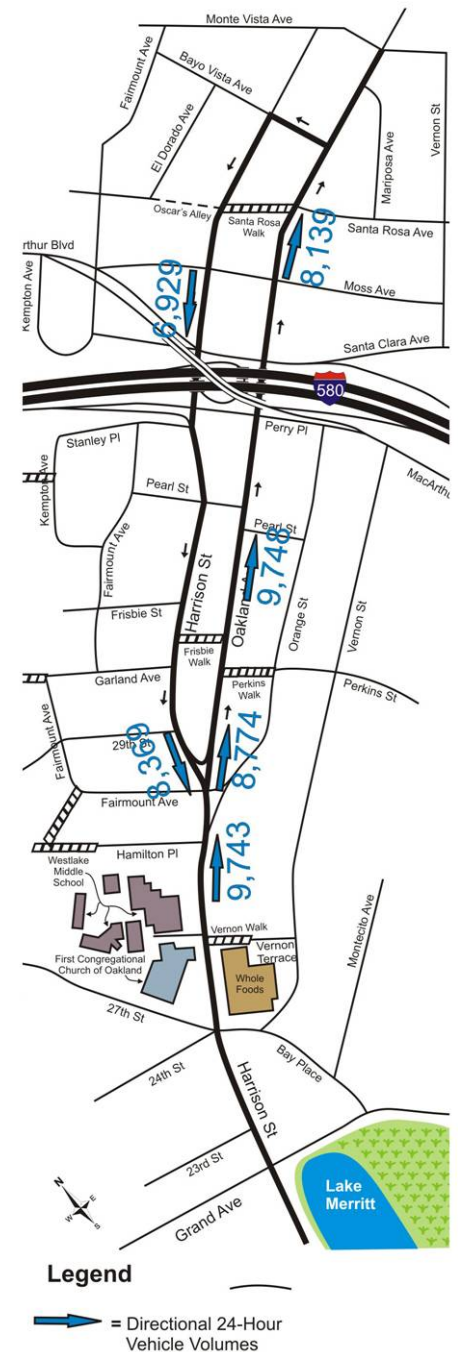 Monte Vista Ave
Fairmount Ave
Bayo Vista Ave
El Dorado Ave
Mariposa Ave
Vernon St
Oscar's Alley
Santa Rosa
Walk
Santa Rosa Ave
8,139
6,929
rthur Blvd
Kempton Ave
Moss Ave
Santa Clara Ave
580
Perry Pl
MacArthu
Stanley Pl
Kempton Ave
Pearl St
Pearl St
Fairmount Ave
9,748
Harrison St
Oakland A
Orange St
Vernon St
Frisbie St
Frisbie
Walk
Garland Ave
Perkins
Walk
Perkins St
Fairmount Ave
29th St
8,369
8,774
Fairmount Ave
9,743
Hamilton Pl
Westlake
Middle
School
Vernon Walk
Vernon
Terrace
Montecito Ave
First Congregational
Church of Oakland
Whole
Foods
27th St
Bay Place
24th St
Harrison St
23rd St
Grand Ave
Lake
Merritt
N
E
W
S
Legend
= Directional 24-Hour
Vehicle Volumes